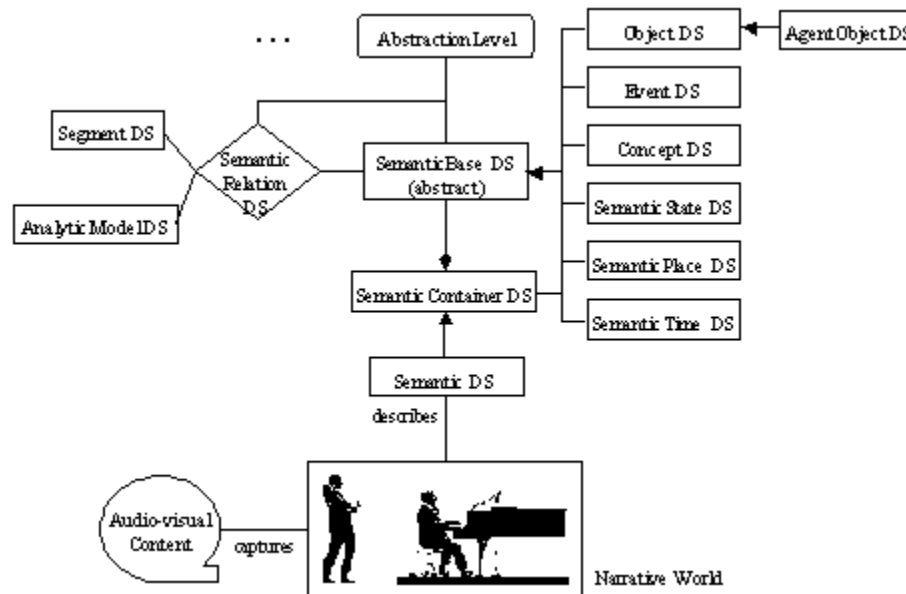 ...
AbstractionLevel
Object DS
AgentObject DS
Event DS
Segment DS
Semantic
Relation
DS
SemanticBase DS
(abstract)
Concept DS
Semantic State DS
Analytic Model DS
Semantic Place DS
Semantic Container DS
Semantic Time DS
Semantic DS
describes
Audio-visual
Content
captures
Narrative World